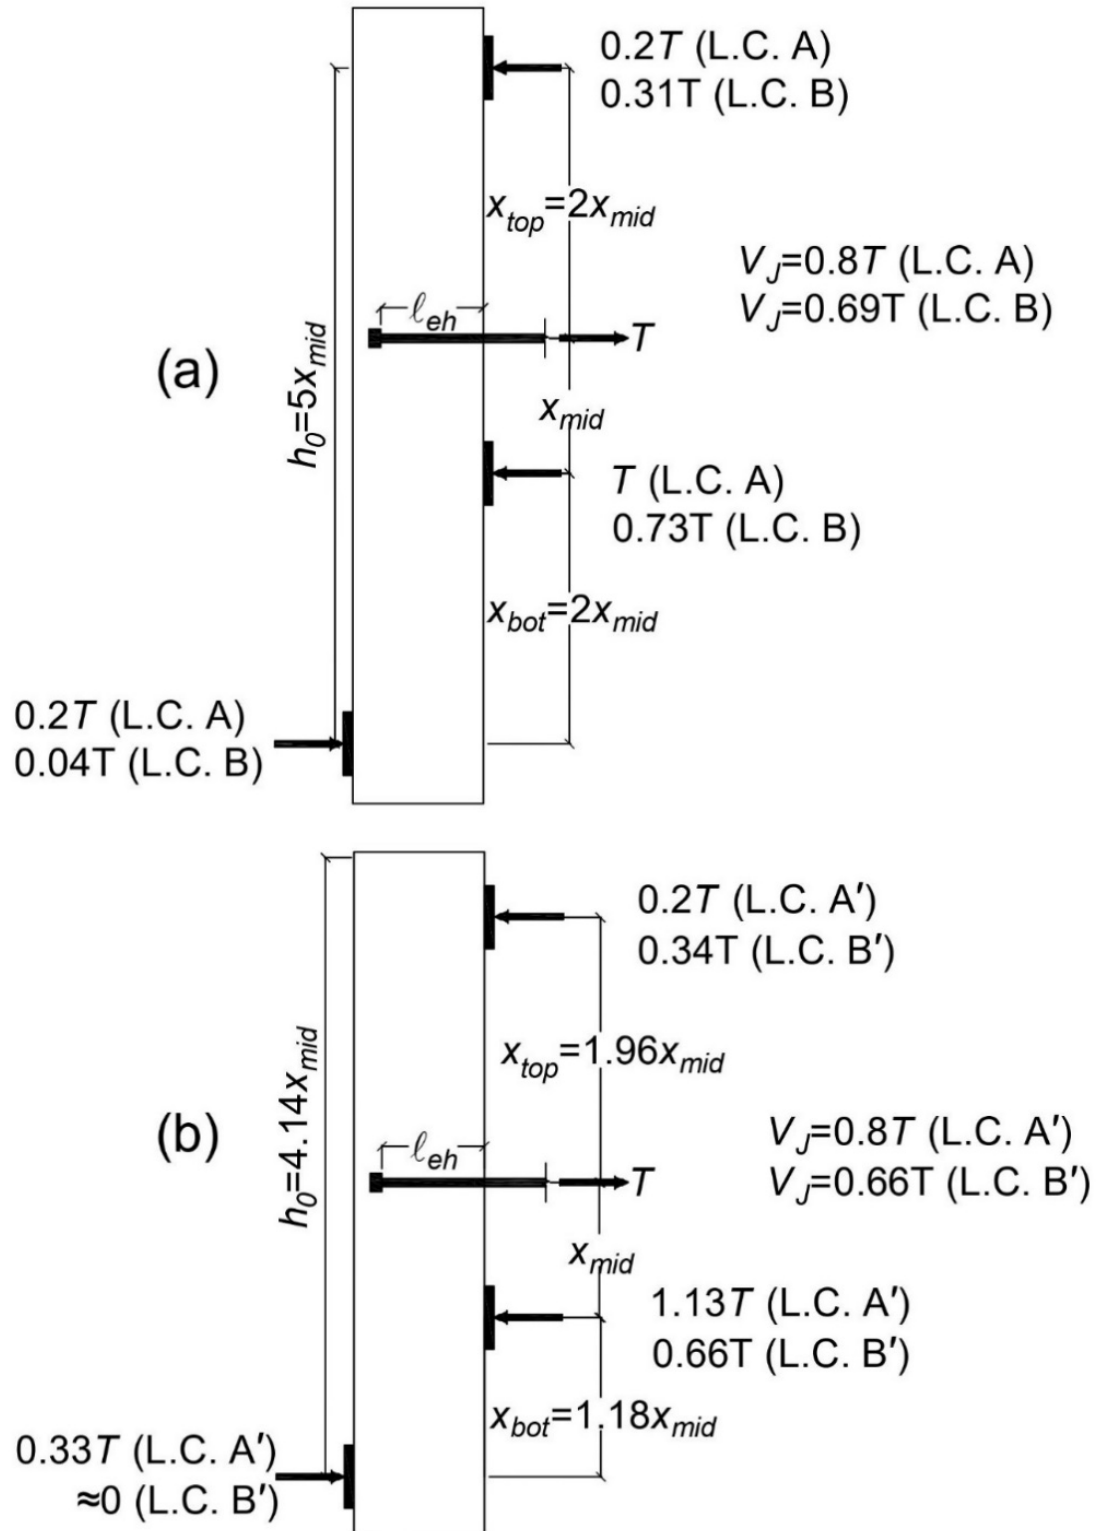 0.2T (L.C. A)
0.31T (L.C. B)
x_top=2x_mid
V_J=0.8T (L.C. A)
V_J=0.69T (L.C. B)
ℓ_eh
T
(a)
h_0=5x_mid
x_mid
T (L.C. A)
0.73T (L.C. B)
x_bot=2x_mid
0.2T (L.C. A)
0.04T (L.C. B)
0.2T (L.C. A′)
0.34T (L.C. B′)
x_top=1.96x_mid
(b)
h_0=4.14x_mid
V_J=0.8T (L.C. A′)
V_J=0.66T (L.C. B′)
ℓ_eh
T
x_mid
1.13T (L.C. A′)
0.66T (L.C. B′)
x_bot=1.18x_mid
0.33T (L.C. A′)
≈0 (L.C. B′)